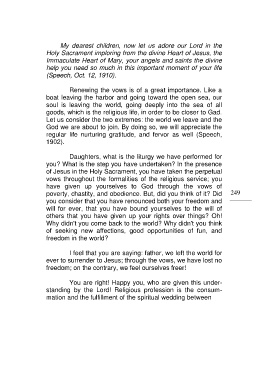 My dearest children, now let us adore our Lord in the
Holy Sacrament imploring from the divine Heart of Jesus, the
Immaculate Heart of Mary, your angels and saints the divine
help you need so much in this important moment of your life
(Speech, Oct. 12, 1910).
Renewing the vows is of a great importance. Like a
boat leaving the harbor and going toward the open sea, our
soul is leaving the world, going deeply into the sea of all
goods, which is the religious life, in order to be closer to God.
Let us consider the two extremes: the world we leave and the
God we are about to join. By doing so, we will appreciate the
regular life nurturing gratitude, and fervor as well (Speech,
1902).
Daughters, what is the liturgy we have performed for
you? What is the step you have undertaken? In the presence
of Jesus in the Holy Sacrament, you have taken the perpetual
vows throughout the formalities of the religious service; you
have given up yourselves to God through the vows of
poverty, chastity, and obedience. But, did you think of it? Did
you consider that you have renounced both your freedom and
will for ever, that you have bound yourselves to the will of
others that you have given up your rights over things? Oh!
Why didn't you come back to the world? Why didn't you think
of seeking new affections, good opportunities of fun, and
freedom in the world?
249
I feel that you are saying: father, we left the world for
ever to surrender to Jesus; through the vows, we have lost no
freedom; on the contrary, we feel ourselves freer!
You are right! Happy you, who are given this under-
standing by the Lord! Religious profession is the consum-
mation and the fulfillment of the spiritual wedding between